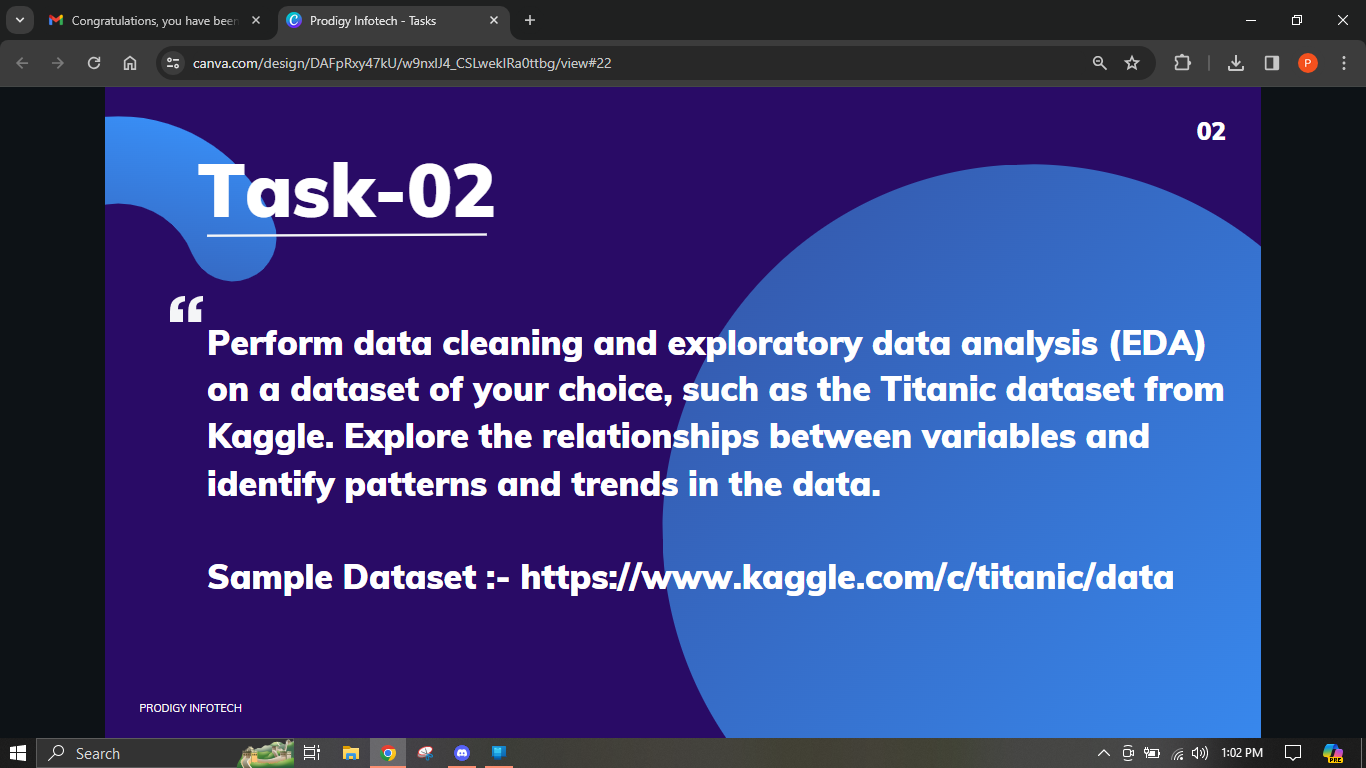 Congratulations, you have been
Prodigy Infotech - Tasks
canva.com/design/DAFpRxy47kU/w9nxIJ4_CSLwekIRa0ttbg/view#22
P
02
Task-02
“
Perform data cleaning and exploratory data analysis (EDA)
on a dataset of your choice, such as the Titanic dataset from
Kaggle. Explore the relationships between variables and
identify patterns and trends in the data.
Sample Dataset :- https://www.kaggle.com/c/titanic/data
PRODIGY INFOTECH
Search
1:02 PM
PRE